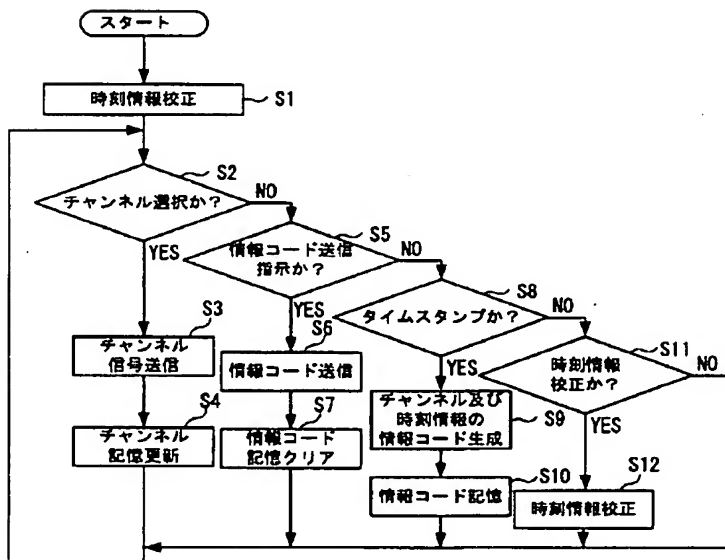 スタート
時刻情報校正
S1
S2
チャンネル選択か?
NO
YES
S5
情報コード送信
指示か?
NO
YES
S8
タイムスタンプか?
NO
YES
S11
時刻情報
校正か?
NO
YES
S3
チャンネル
信号送信
S4
チャンネル
記憶更新
S6
情報コード送信
S7
情報コード
記憶クリア
チャンネル及び
時刻情報の
情報コード生成
S9
S10
情報コード記憶
S12
時刻情報校正